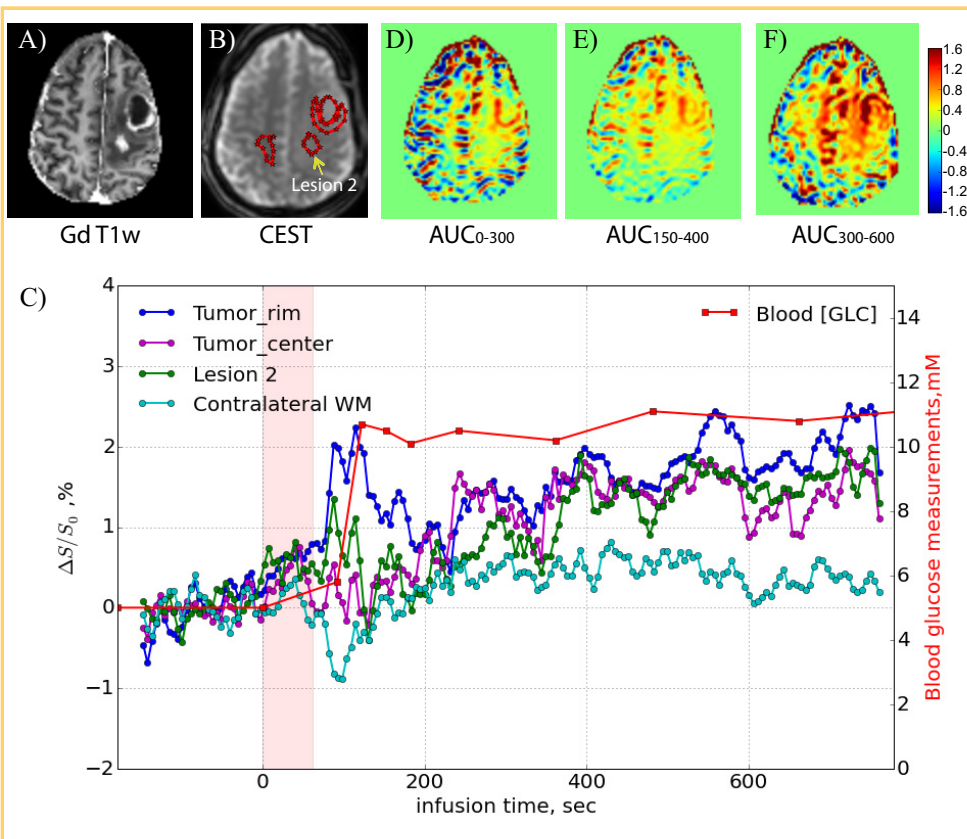 A)
B)
D)
E)
F)
Lesion 2
1.6
1.2
0.8
0.4
0
-0.4
-0.8
-1.2
-1.6
Gd T1w
CEST
AUC0-300
AUC150-400
AUC300-600
C)
Tumor_rim
Tumor_center
Lesion 2
Contralateral WM
Blood [GLC]
4
3
2
1
0
−1
−2
ΔS/S0 ,%
14
12
10
8
6
4
2
0
Blood glucose measurements,mM
0
200
400
600
infusion time, sec